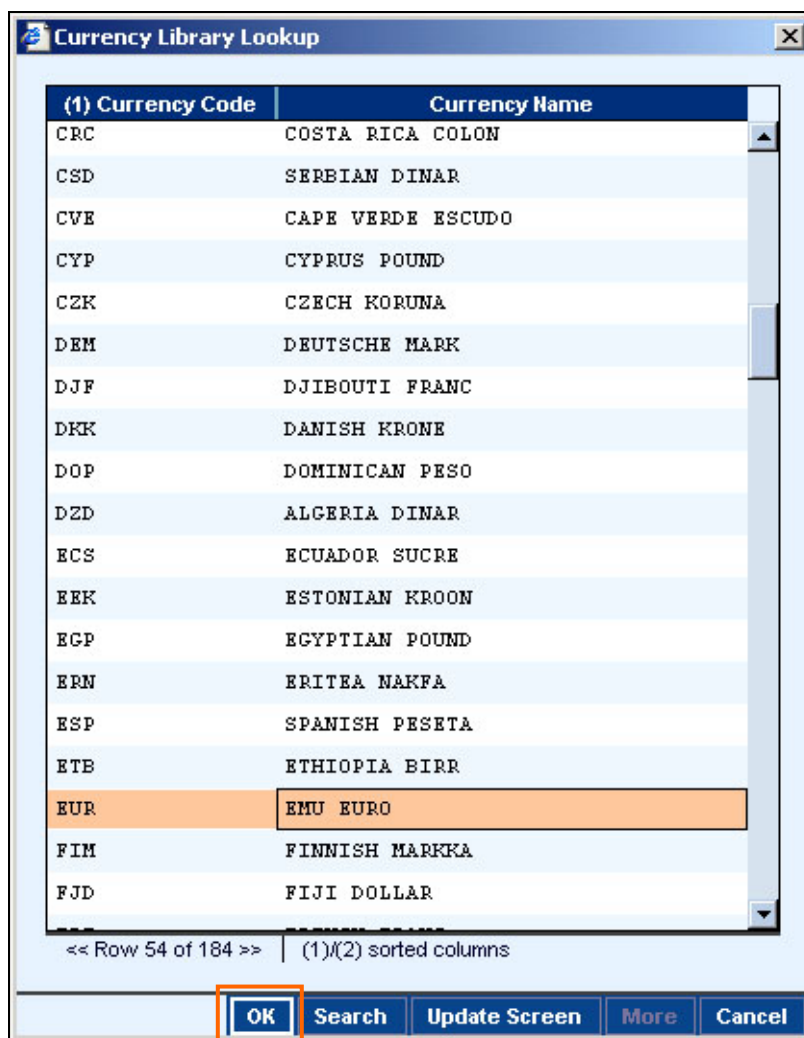 Currency Library Lookup
(1) Currency Code Currency Name
CRC COSTA RICA COLON
CSD SERBIAN DINAR
CVE CAPE VERDE ESCUDO
CYP CYPRUS POUND
CZK CZECH KORUNA
DEM DEUTSCHE MARK
DJF DJIBOUTI FRANC
DKK DANISH KRONE
DOP DOMINICAN PESO
DZD ALGERIA DINAR
ECS ECUADOR SUCRE
EEK ESTONIAN KROON
EGP EGYPTIAN POUND
ERN ERITEA NAKFA
ESP SPANISH PESETA
ETB ETHIOPIA BIRR
EUR EMU EURO
FIM FINNISH MARKKA
FJD FIJI DOLLAR
<< Row 54 of 184 >> (1)/(2) sorted columns
OK Search Update Screen More Cancel